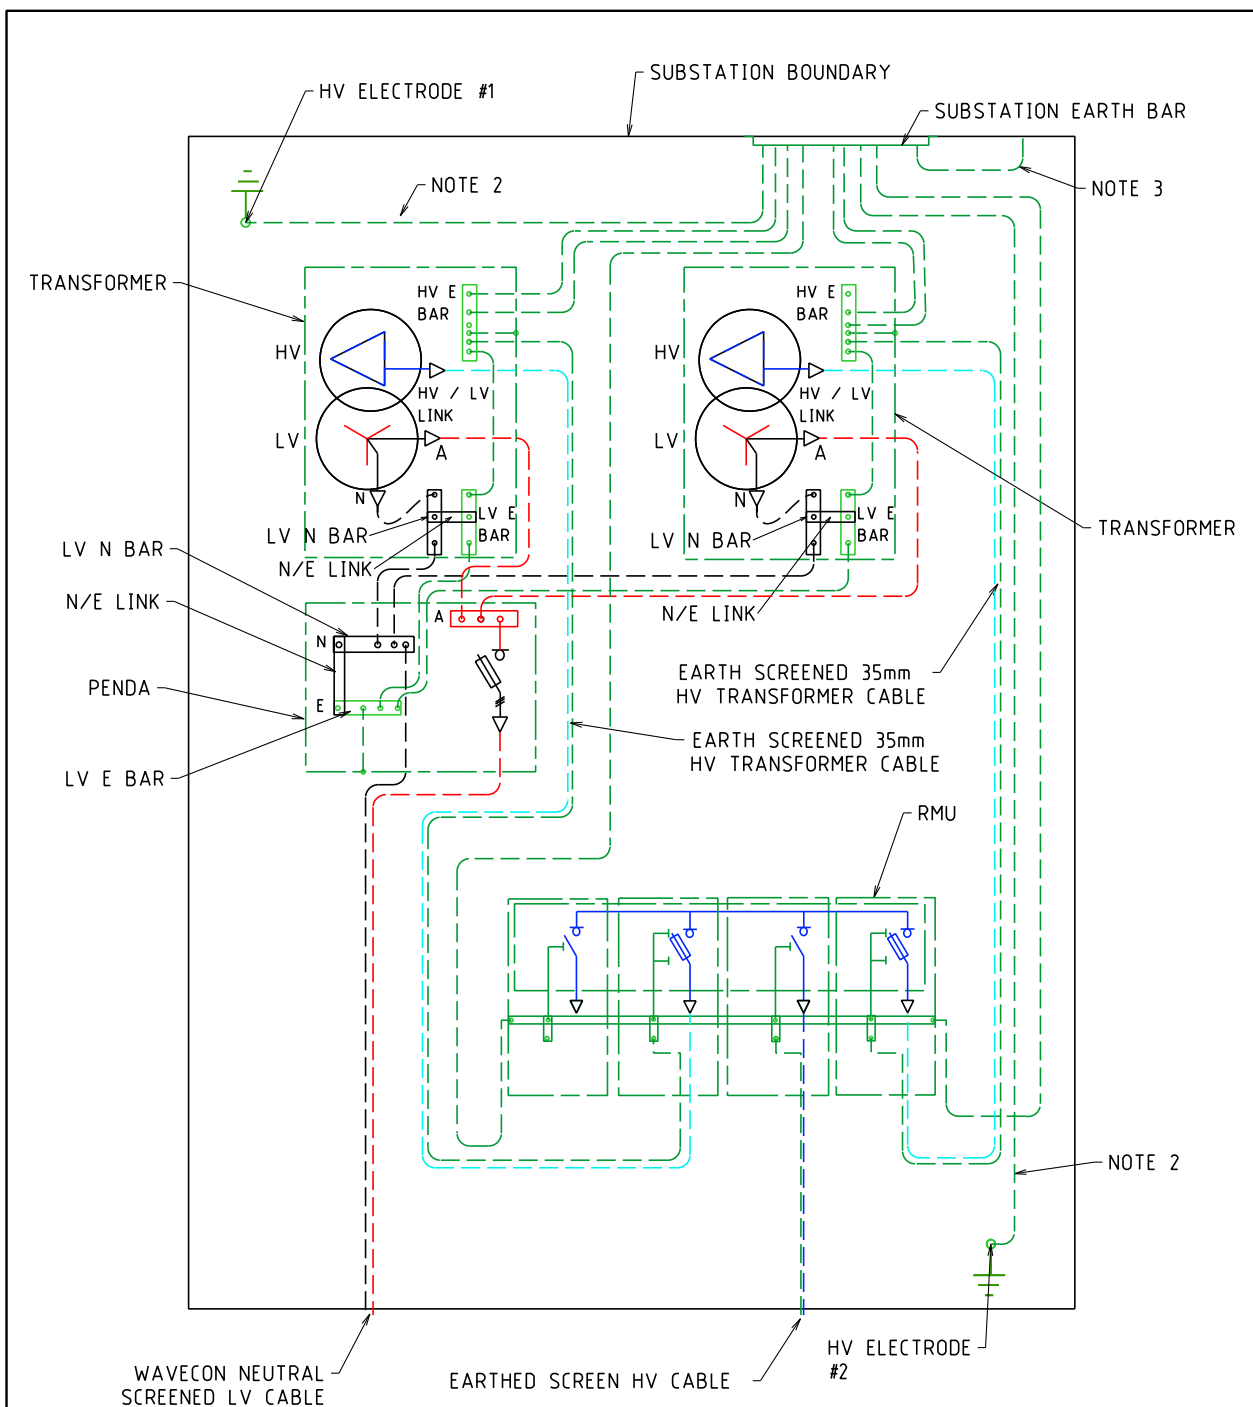 SUBSTATION BOUNDARY
HV ELECTRODE #1
SUBSTATION EARTH BAR
NOTE 2
NOTE 3
TRANSFORMER
HV E
BAR
HV
HV / LV
LINK
LV
A
N
LV E
BAR
LV N BAR
N/E LINK
HV E
BAR
HV
HV / LV
LINK
LV
A
N
LV E
BAR
LV N BAR
N/E LINK
TRANSFORMER
LV N BAR
N/E LINK
PENDA
LV E BAR
N
E
A
EARTH SCREENED 35mm
HV TRANSFORMER CABLE
EARTH SCREENED 35mm
HV TRANSFORMER CABLE
RMU
NOTE 2
HV ELECTRODE
#2
WAVECON NEUTRAL
SCREENED LV CABLE
EARTHED SCREEN HV CABLE